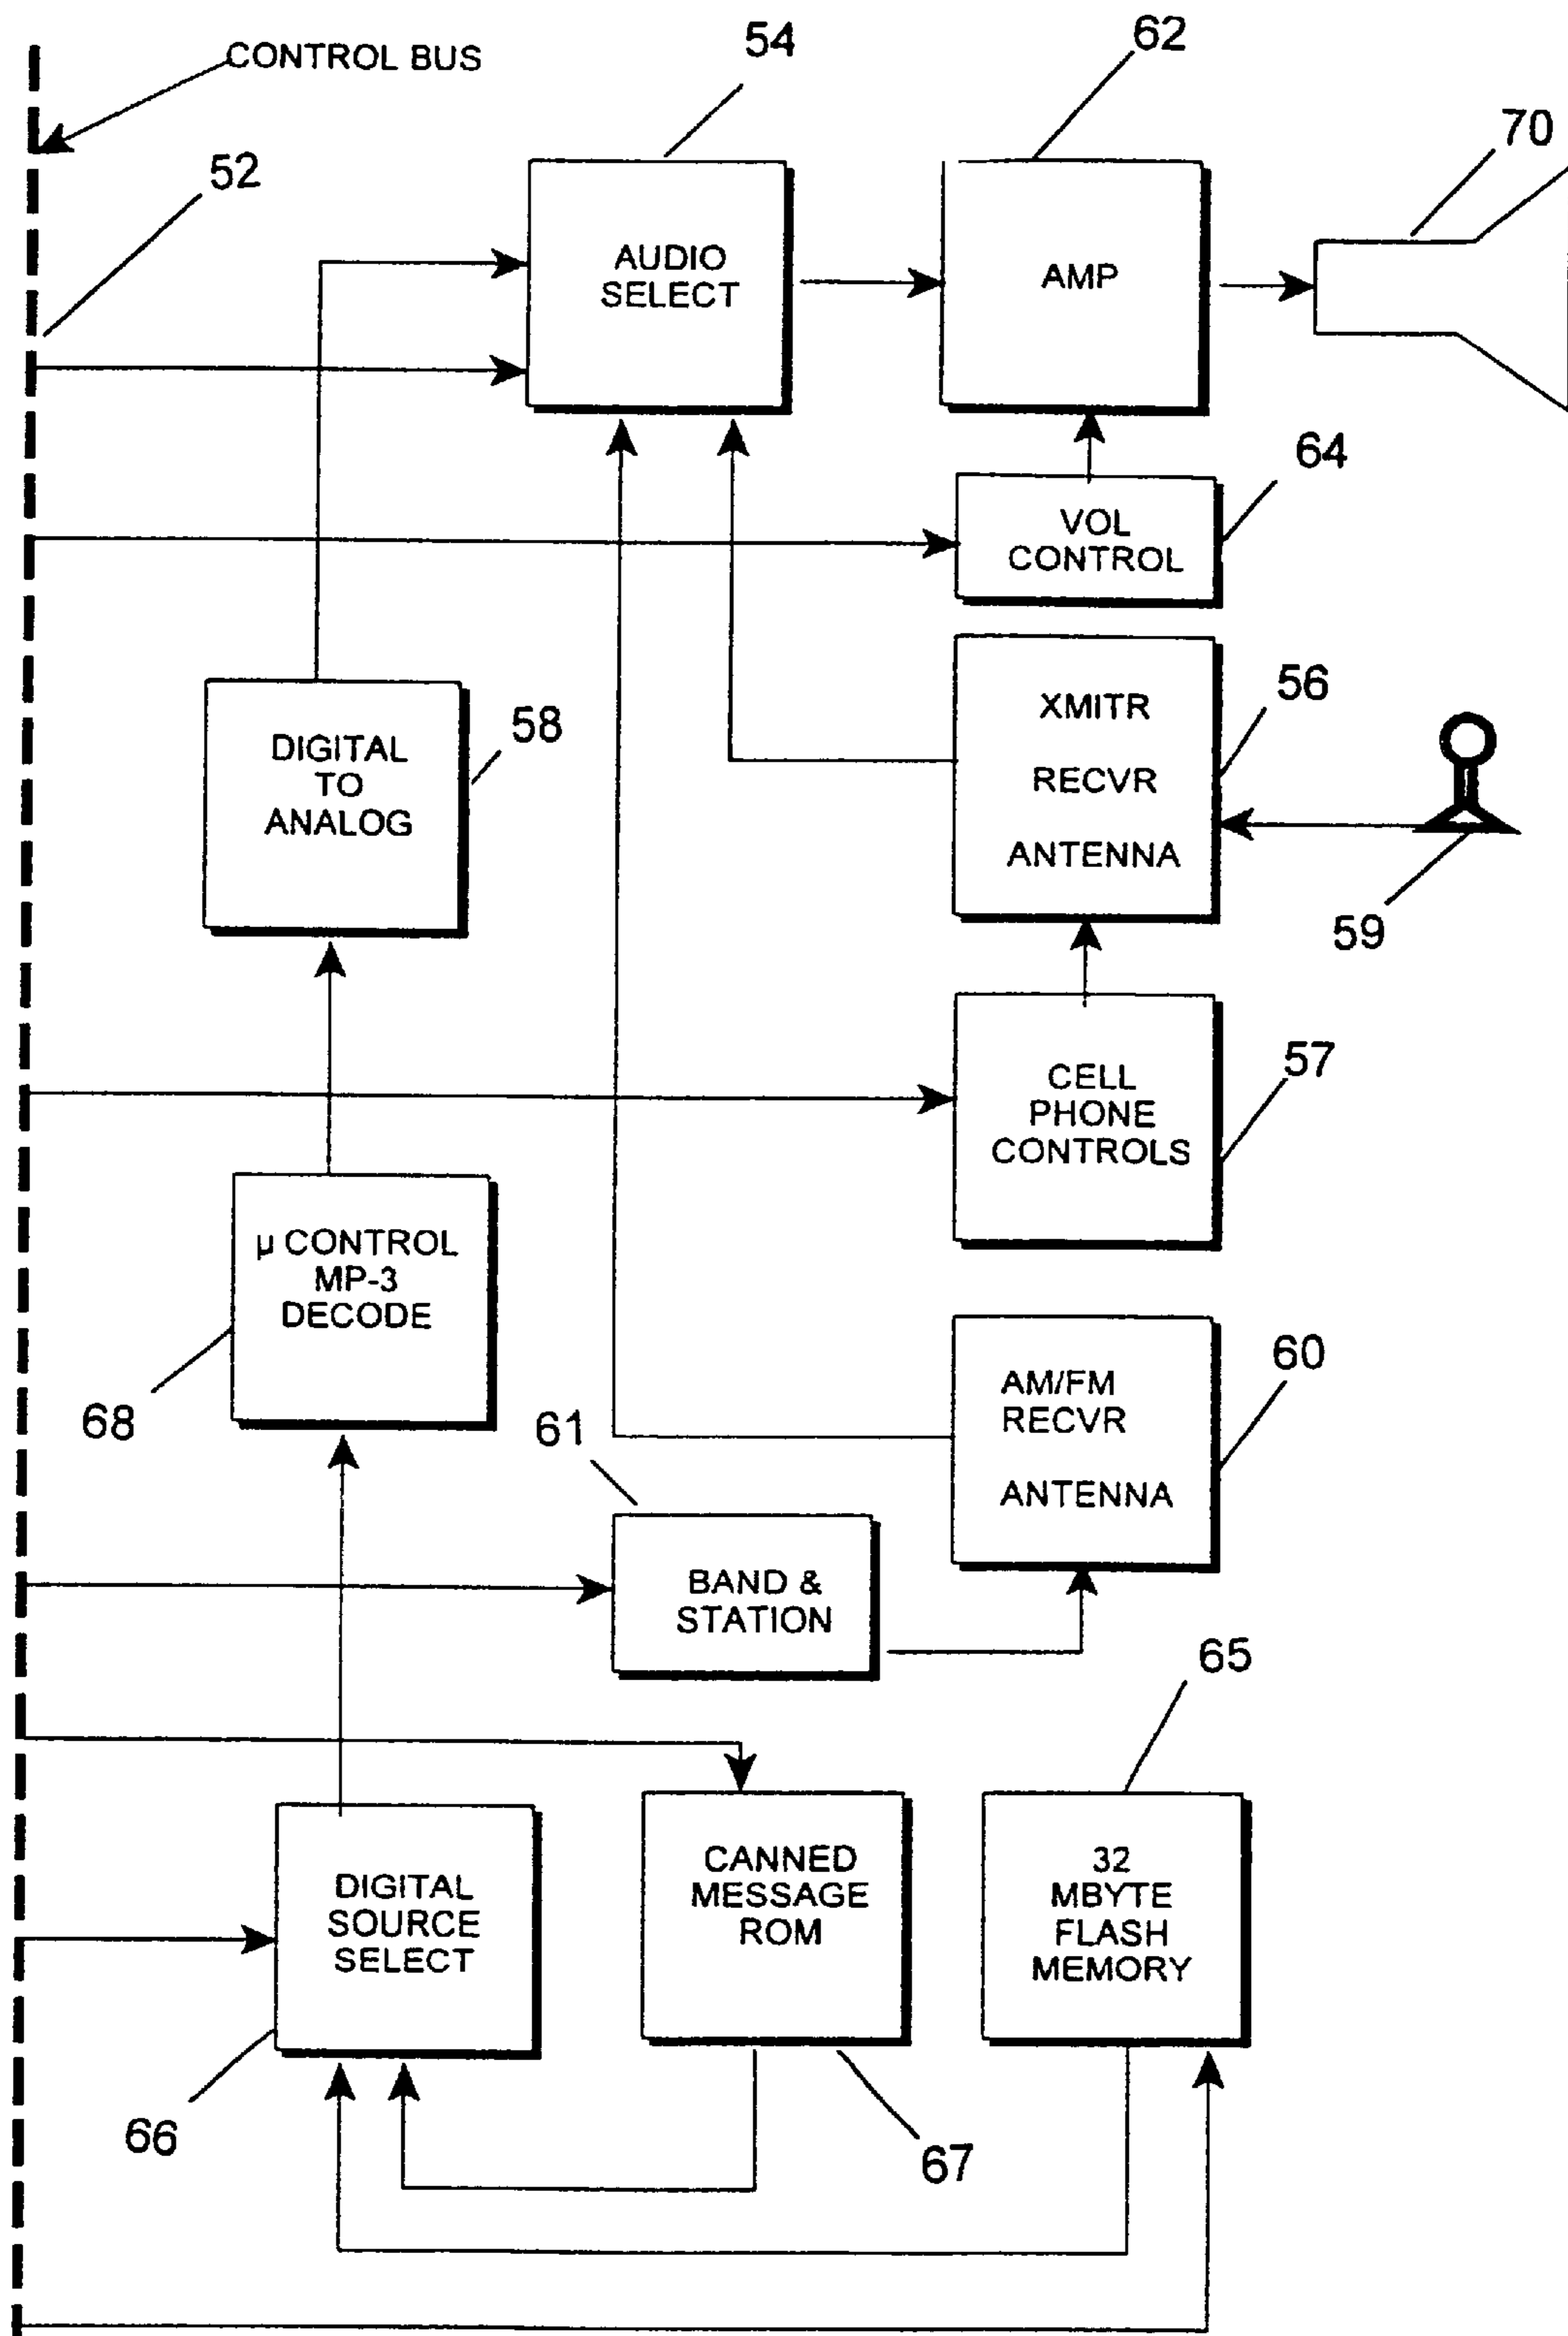 CONTROL BUS
54
62
70
52
AUDIO
SELECT
AMP
64
VOL
CONTROL
56
XMITR
RECVR
ANTENNA
58
DIGITAL
TO
ANALOG
59
57
CELL
PHONE
CONTROLS
µ CONTROL
MP-3
DECODE
68
61
60
AM/FM
RECVR
ANTENNA
BAND &
STATION
65
DIGITAL
SOURCE
SELECT
CANNED
MESSAGE
ROM
32
MBYTE
FLASH
MEMORY
66
67